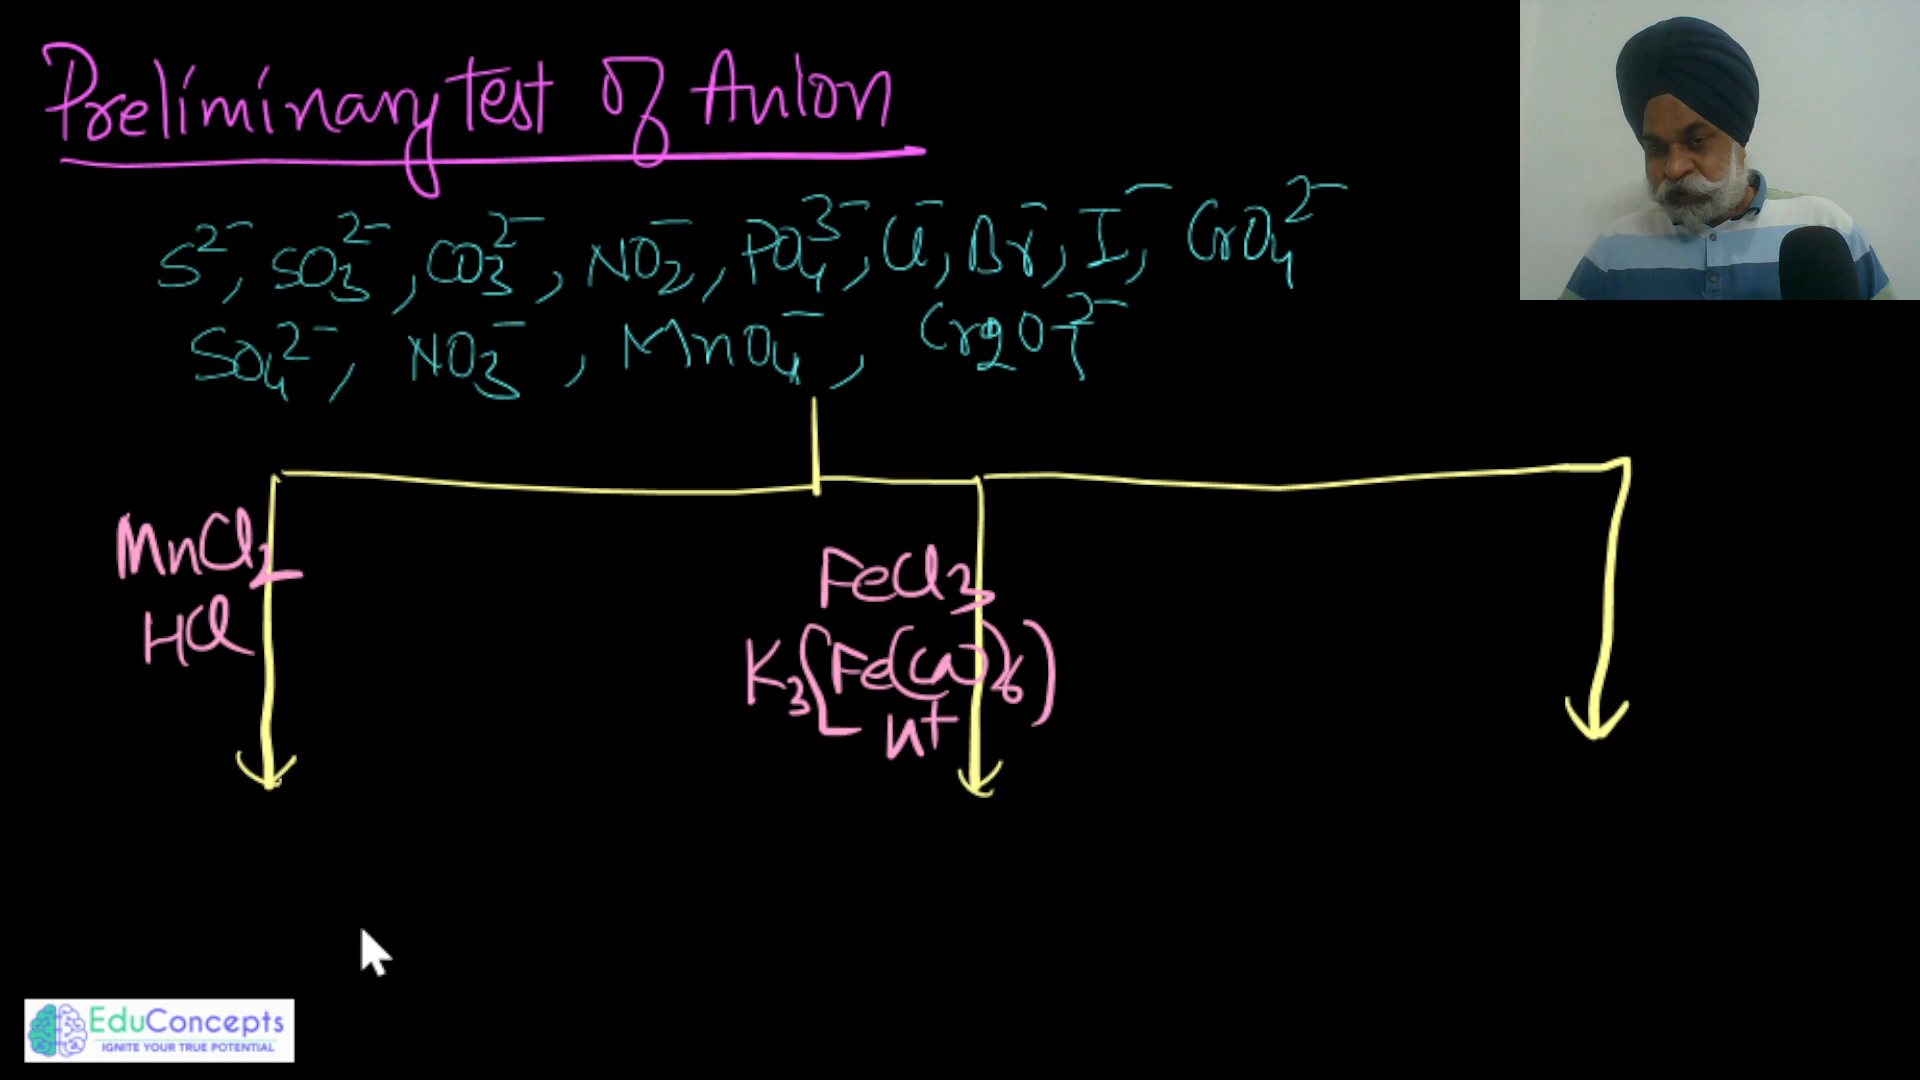 Preliminary Test of Anion
S²⁻, SO₃²⁻, CO₃²⁻, NO₂⁻, PO₄³⁻, Cl⁻, Br⁻, I⁻, CrO₄²⁻
SO₄²⁻, NO₃⁻, MnO₄⁻, Cr₂O₇²⁻
MnCl₂
HCl
FeCl₃
K₃[Fe(CN)₆]
H⁺
EduConcepts
IGNITE YOUR TRUE POTENTIAL